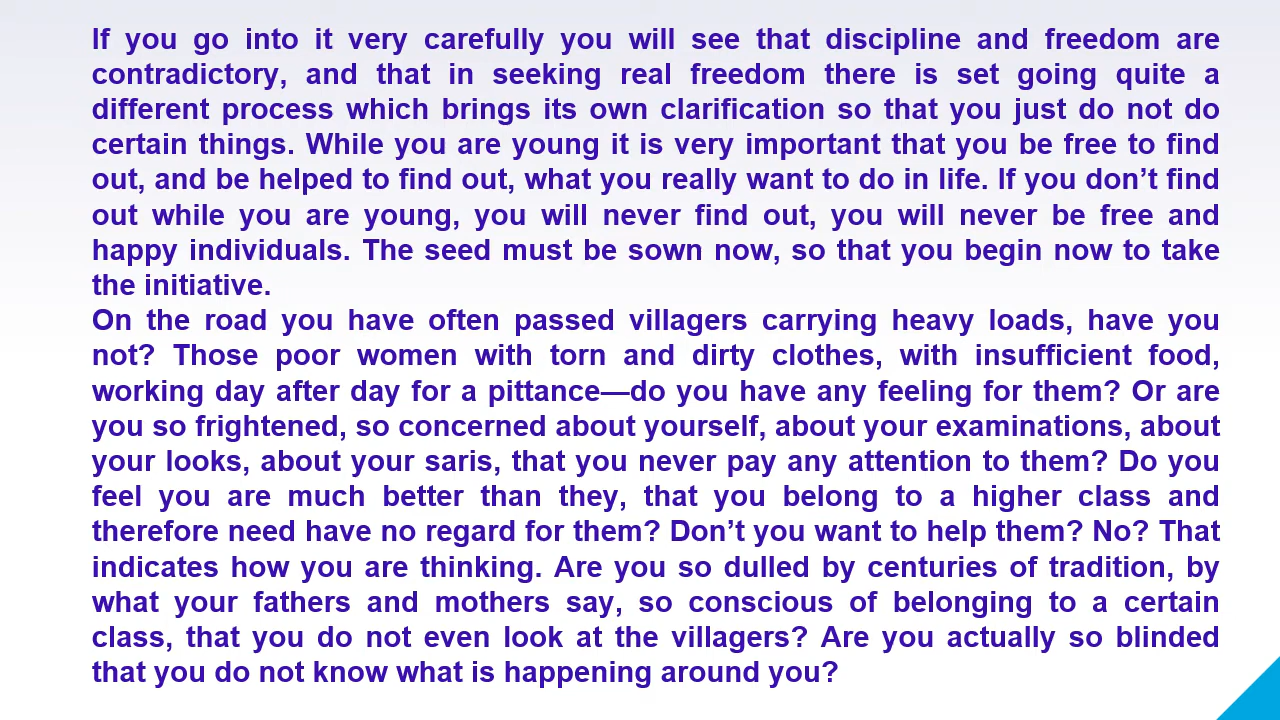 If you go into it very carefully you will see that discipline and freedom are
contradictory, and that in seeking real freedom there is set going quite a
different process which brings its own clarification so that you just do not do
certain things. While you are young it is very important that you be free to find
out, and be helped to find out, what you really want to do in life. If you don’t find
out while you are young, you will never find out, you will never be free and
happy individuals. The seed must be sown now, so that you begin now to take
the initiative.
On the road you have often passed villagers carrying heavy loads, have you
not? Those poor women with torn and dirty clothes, with insufficient food,
working day after day for a pittance—do you have any feeling for them? Or are
you so frightened, so concerned about yourself, about your examinations, about
your looks, about your saris, that you never pay any attention to them? Do you
feel you are much better than they, that you belong to a higher class and
therefore need have no regard for them? Don’t you want to help them? No? That
indicates how you are thinking. Are you so dulled by centuries of tradition, by
what your fathers and mothers say, so conscious of belonging to a certain
class, that you do not even look at the villagers? Are you actually so blinded
that you do not know what is happening around you?